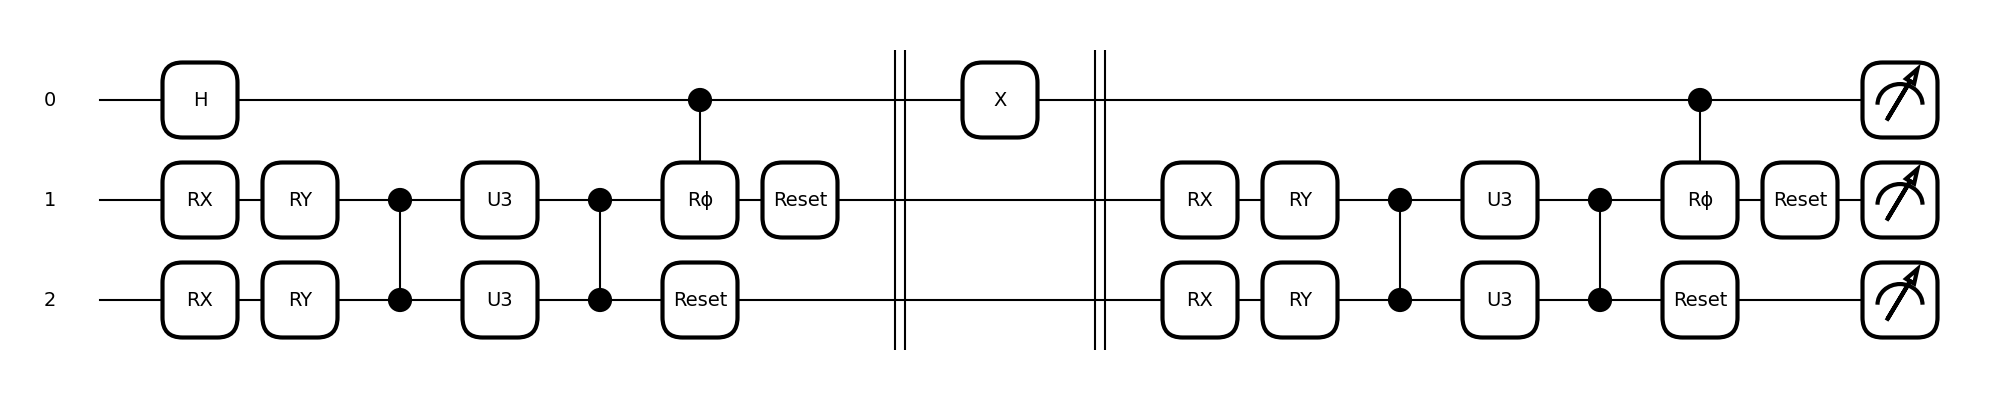 0 H X
1 RX RY U3 Rϕ Reset RX RY U3 Rϕ Reset
2 RX RY U3 Reset RX RY U3 Reset